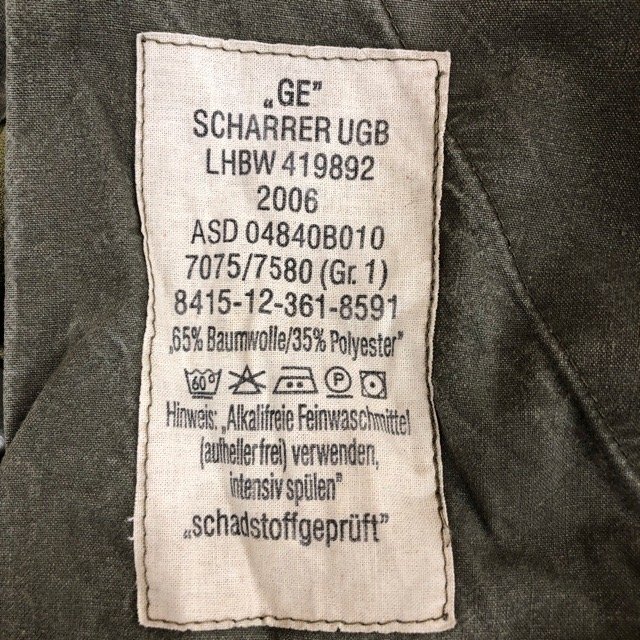 „GE”
SCHARRER UGB
LHBW 419892
2006
ASD 04840B010
7075/7580 (Gr. 1)
8415-12-361-8591
„65% Baumwolle/35% Polyester”
60° P
Hinweis: „Alkalifreie Feinwaschmittel
(aufheller frei) verwenden,
intensiv spülen”
„schadstoffgeprüft”